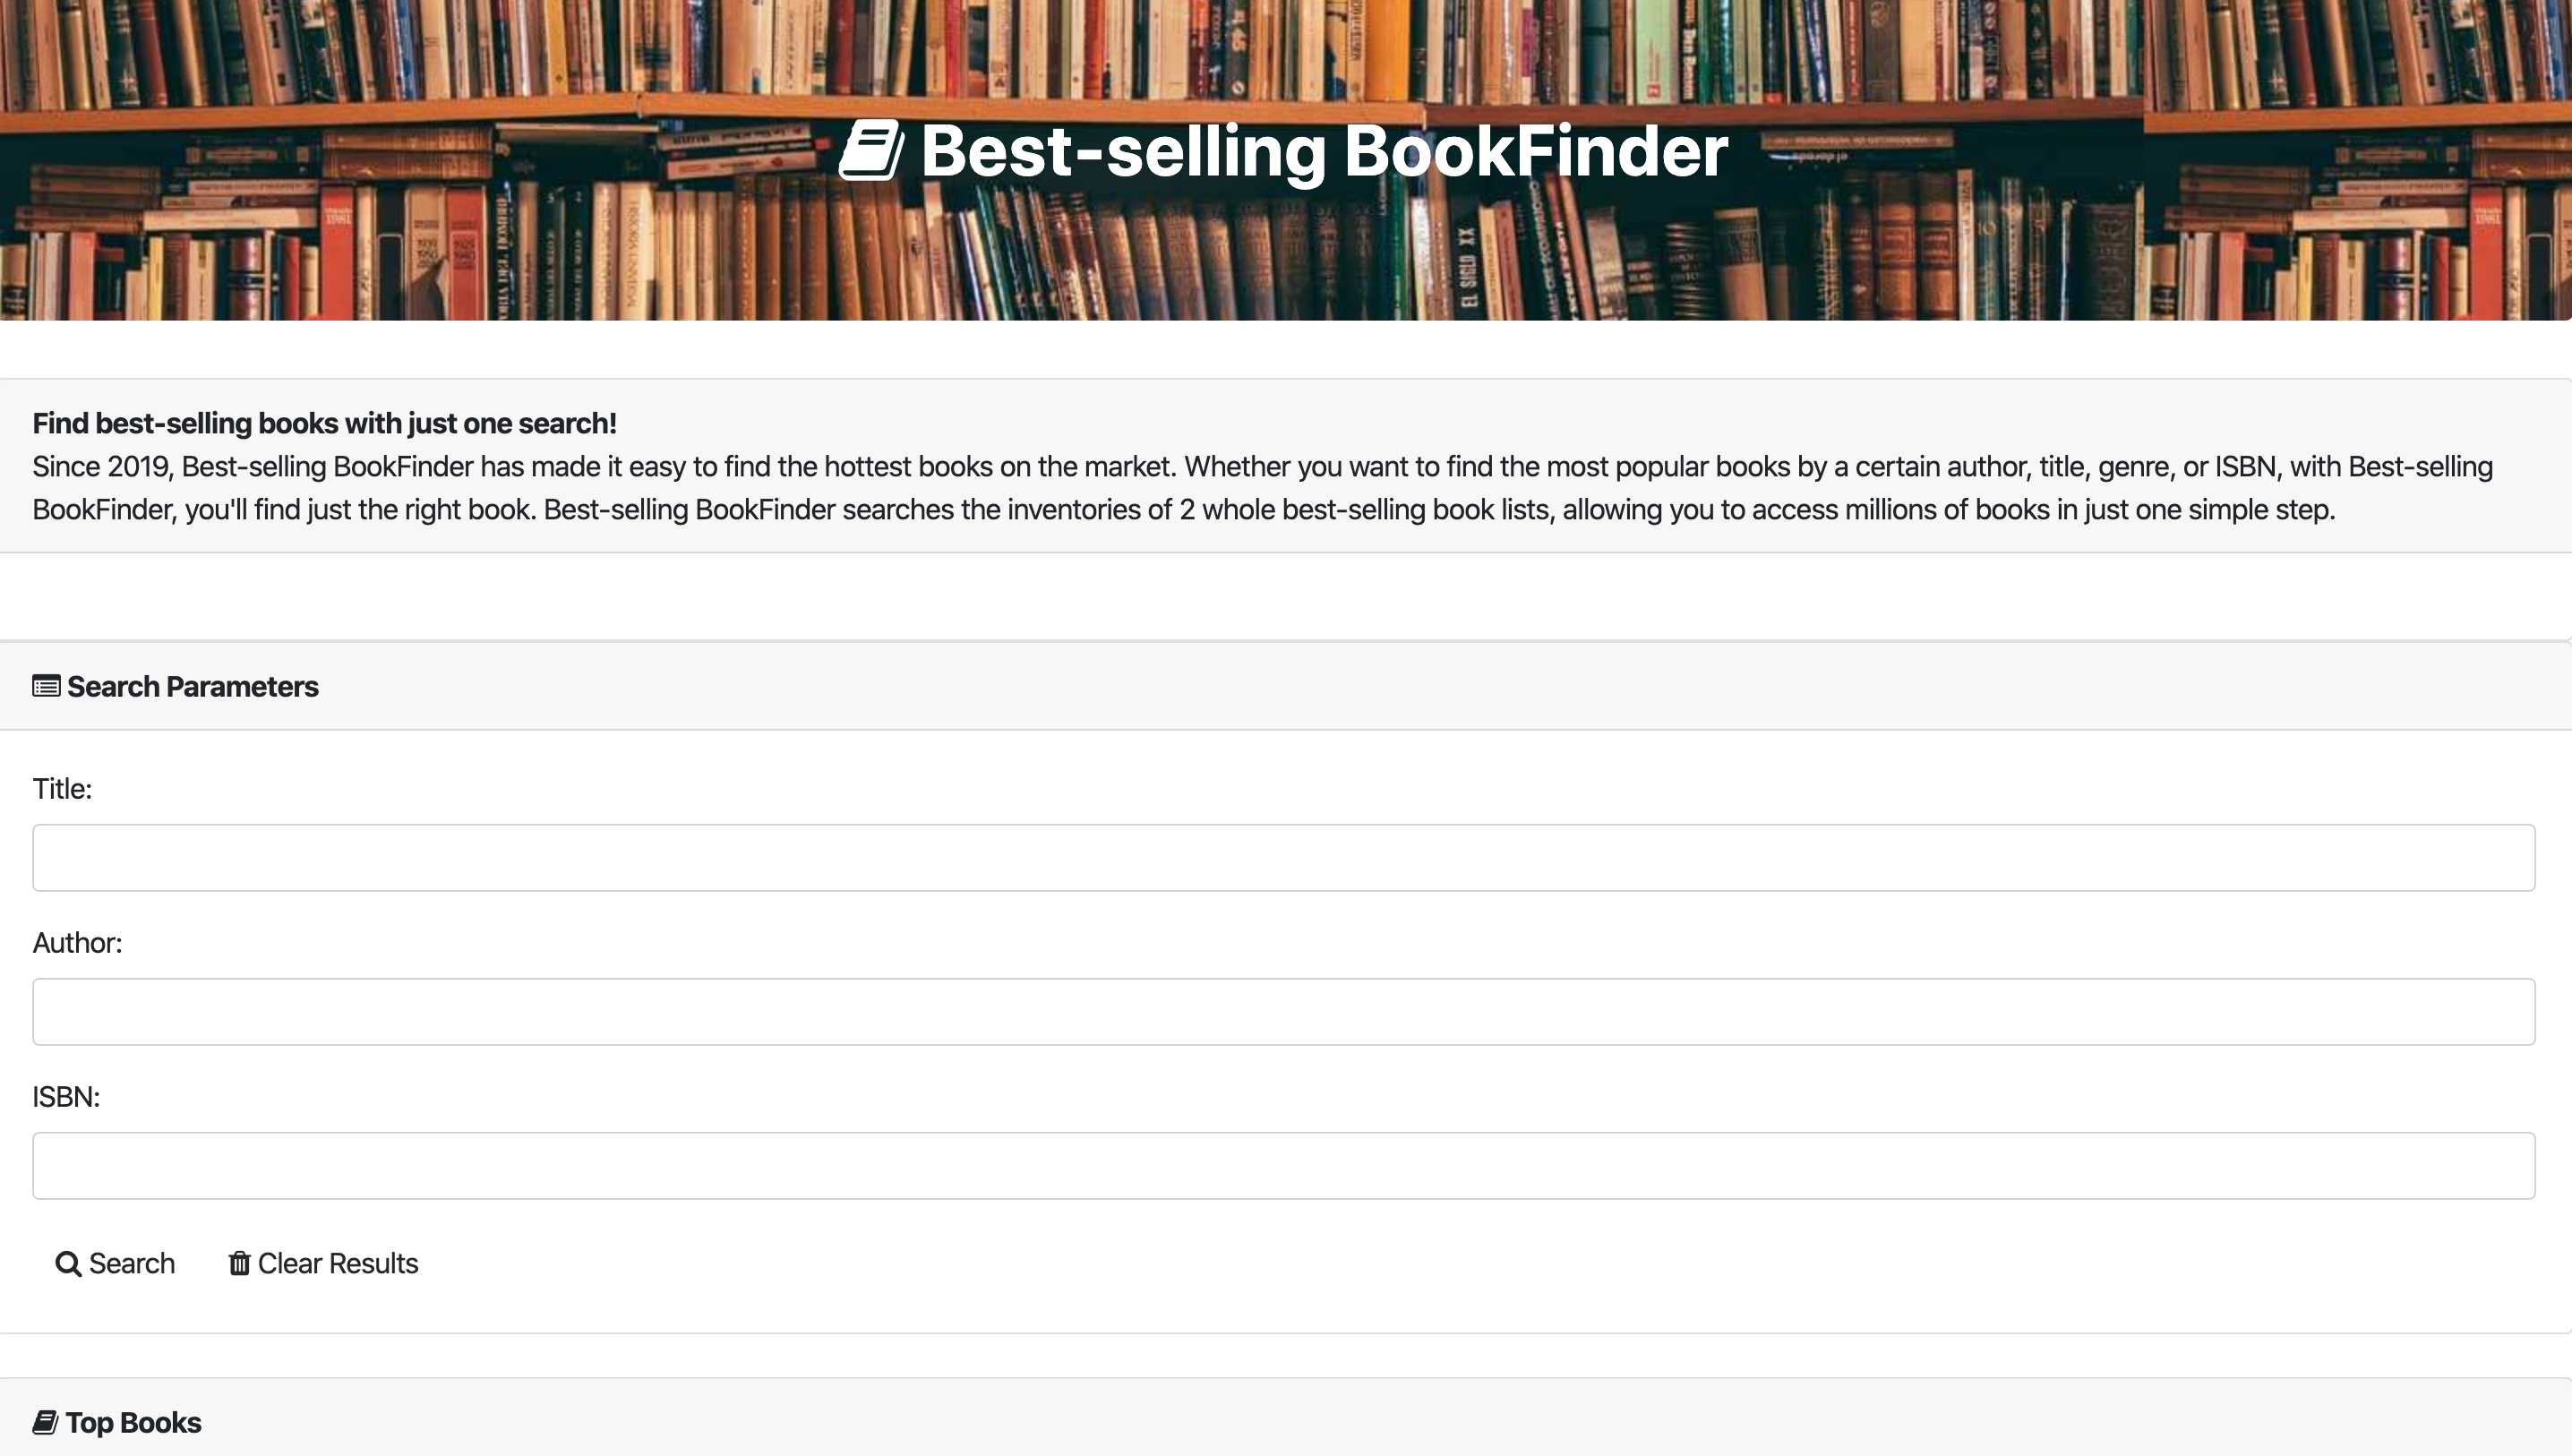 Best-selling BookFinder
EL SIGLO XX
Find best-selling books with just one search!
Since 2019, Best-selling BookFinder has made it easy to find the hottest books on the market. Whether you want to find the most popular books by a certain author, title, genre, or ISBN, with Best-selling
BookFinder, you'll find just the right book. Best-selling BookFinder searches the inventories of 2 whole best-selling book lists, allowing you to access millions of books in just one simple step.
Search Parameters
Title:
Author:
ISBN:
Search Clear Results
Top Books